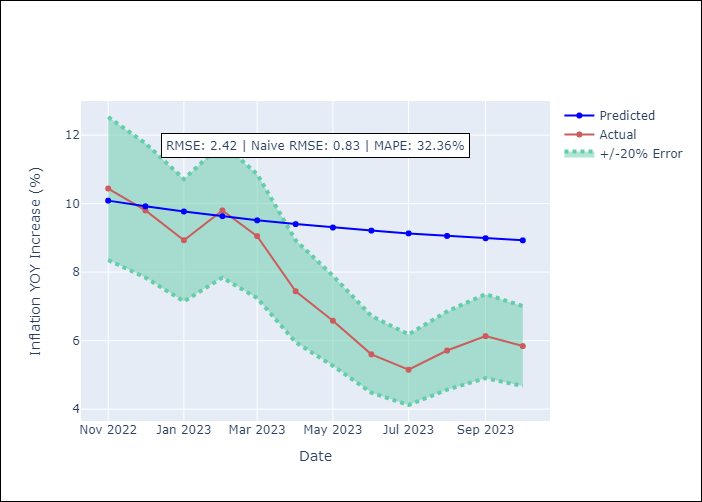 Predicted
Actual
+/-20% Error
RMSE: 2.42 | Naive RMSE: 0.83 | MAPE: 32.36%
12
10
8
6
4
Inflation YOY Increase (%)
Nov 2022 Jan 2023 Mar 2023 May 2023 Jul 2023 Sep 2023
Date